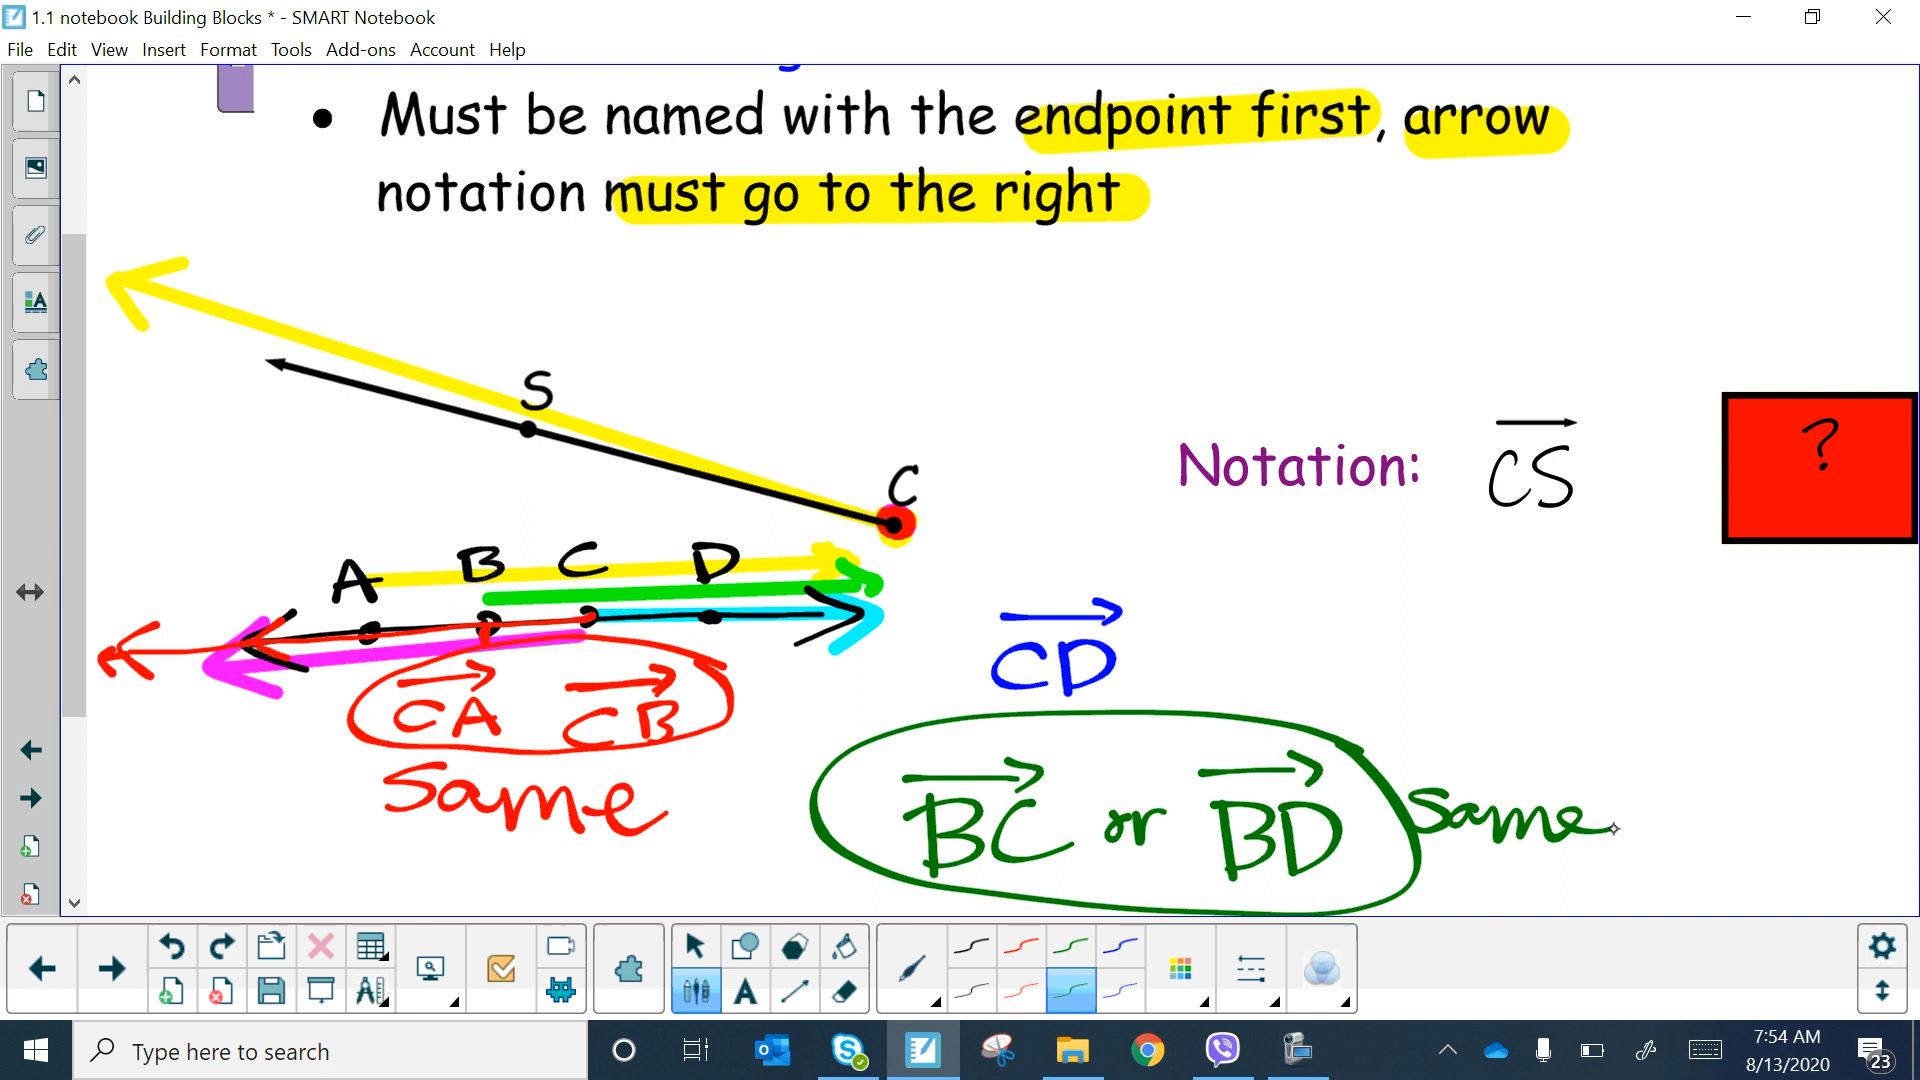 1.1 notebook Building Blocks * - SMART Notebook
File Edit View Insert Format Tools Add-ons Account Help
• Must be named with the endpoint first, arrow
notation must go to the right
S
C
Notation: CS
?
A B C D
CD
CA CB
same
BC or BD same
Type here to search
7:54 AM
8/13/2020
23